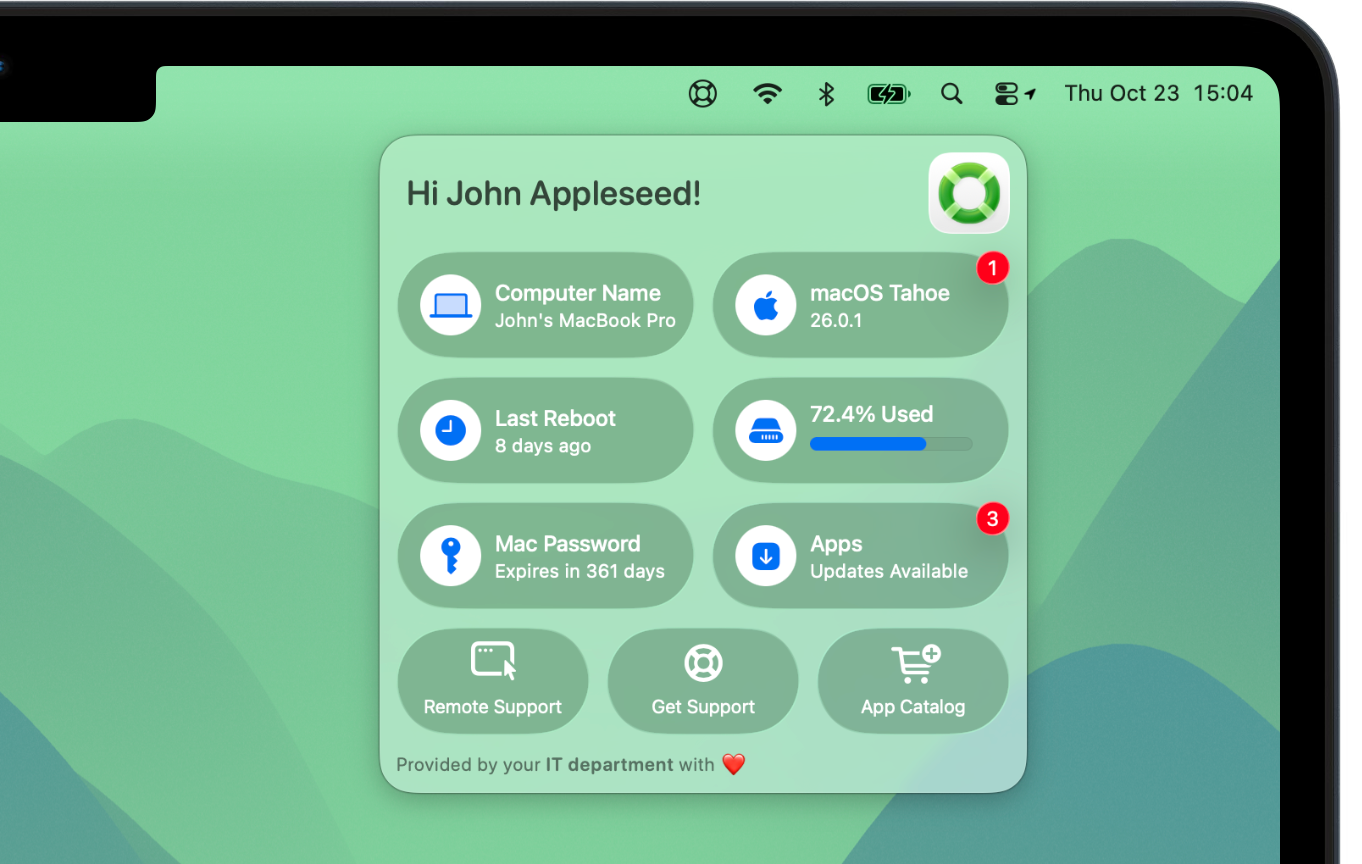 Thu Oct 23 15:04
Hi John Appleseed!
Computer Name
John's MacBook Pro
1
macOS Tahoe
26.0.1
Last Reboot
8 days ago
72.4% Used
Mac Password
Expires in 361 days
3
Apps
Updates Available
Remote Support
Get Support
App Catalog
Provided by your IT department with ❤️